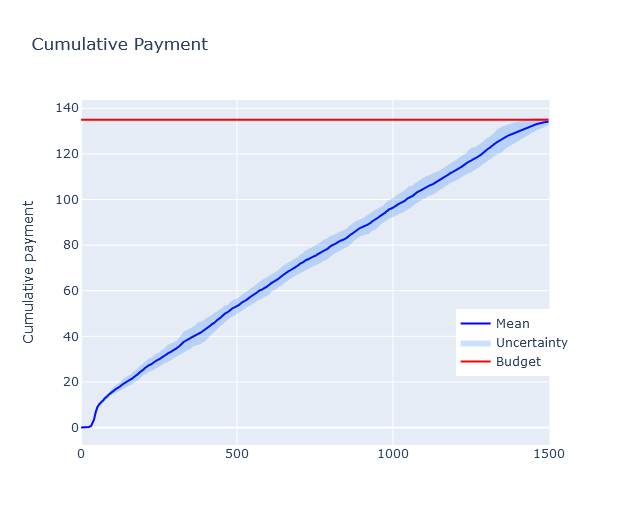 Cumulative Payment
140
120
100
80
60
40
20
0
Cumulative payment
0 500 1000 1500
Mean
Uncertainty
Budget